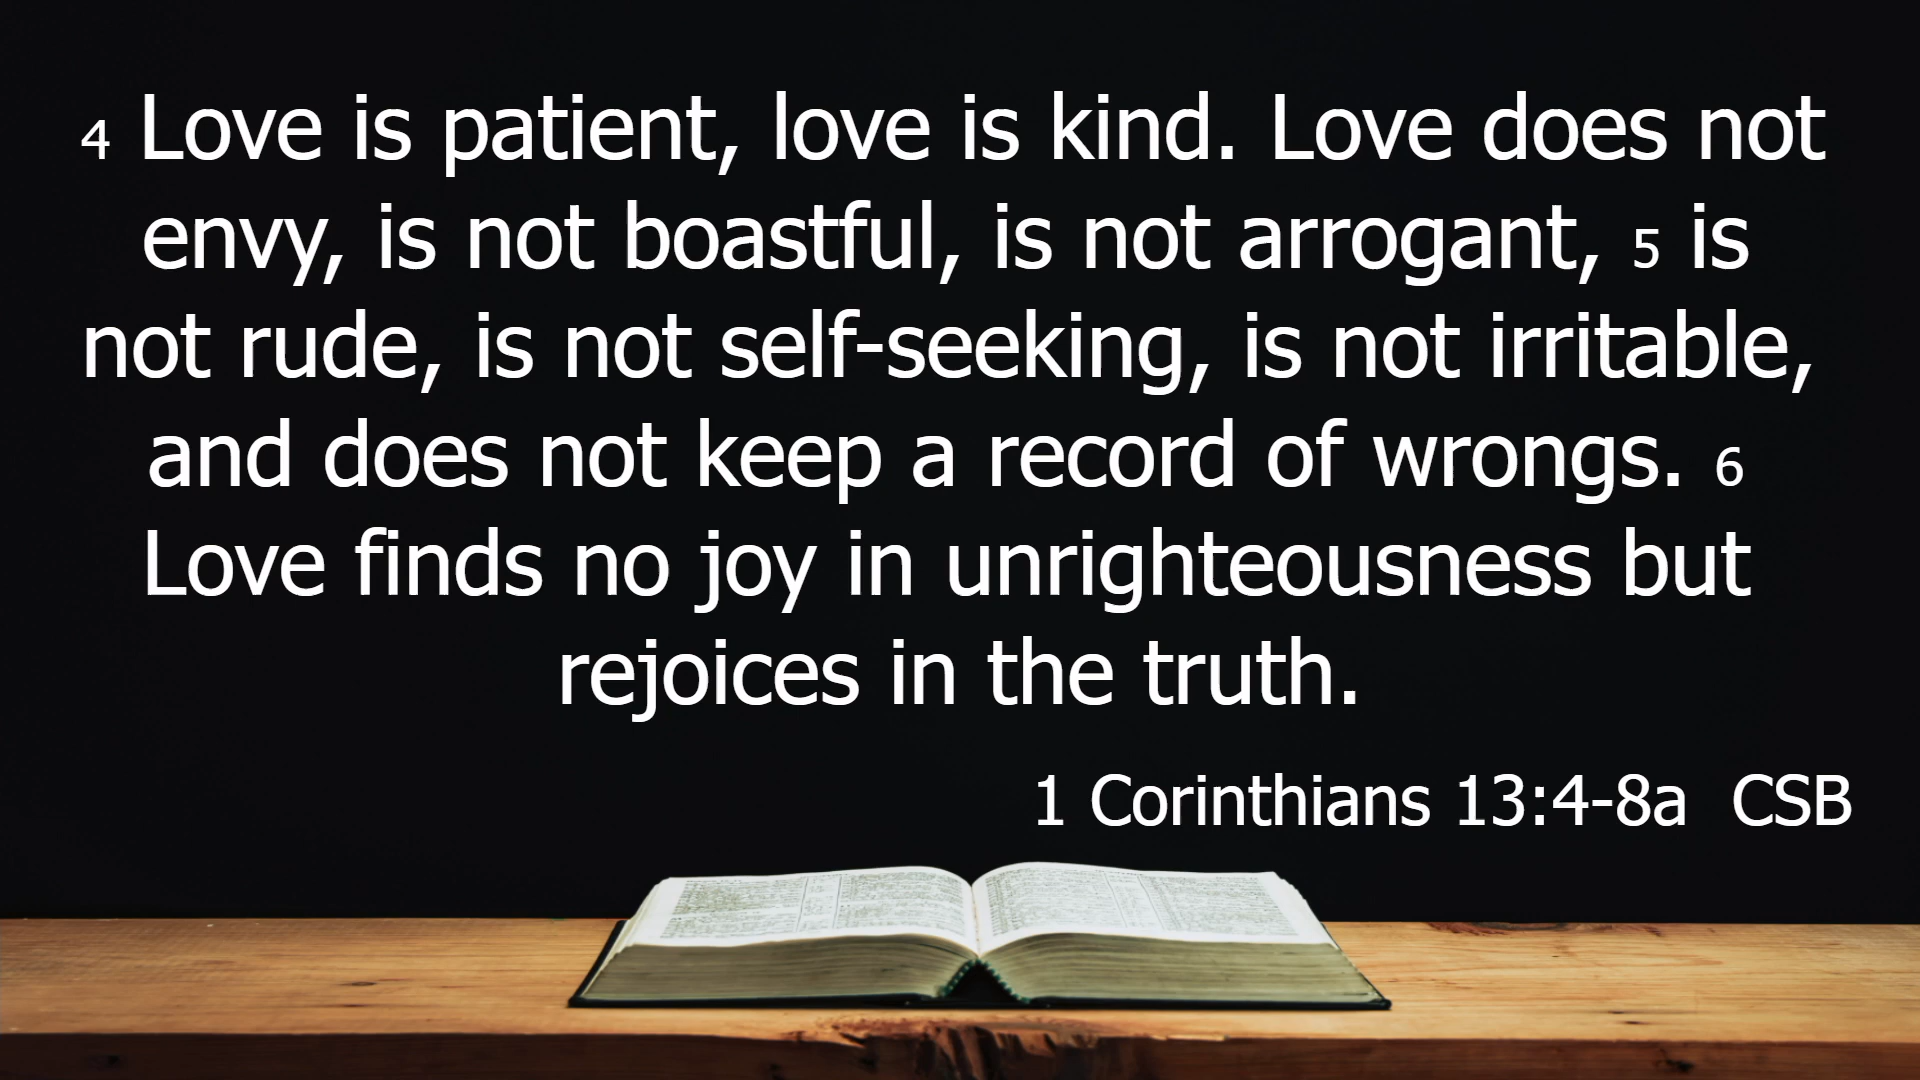 4 Love is patient, love is kind. Love does not
envy, is not boastful, is not arrogant, 5 is
not rude, is not self-seeking, is not irritable,
and does not keep a record of wrongs. 6
Love finds no joy in unrighteousness but
rejoices in the truth.
1 Corinthians 13:4-8a CSB